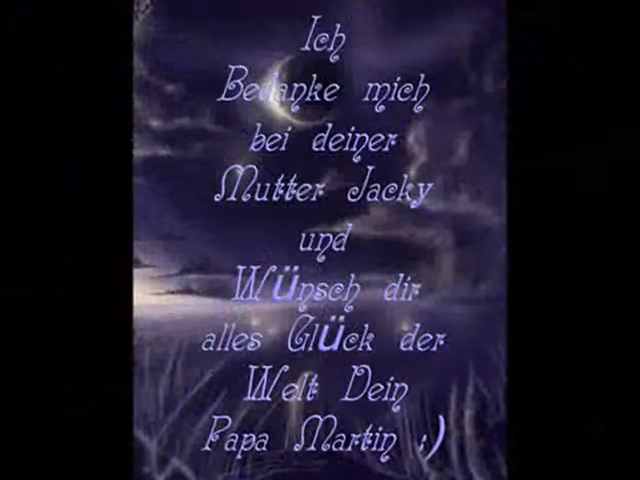 Ich
Bedanke mich
bei deiner
Mutter Jacky
und
Wünsch dir
alles Glück der
Welt Dein
Papa Martin ;)